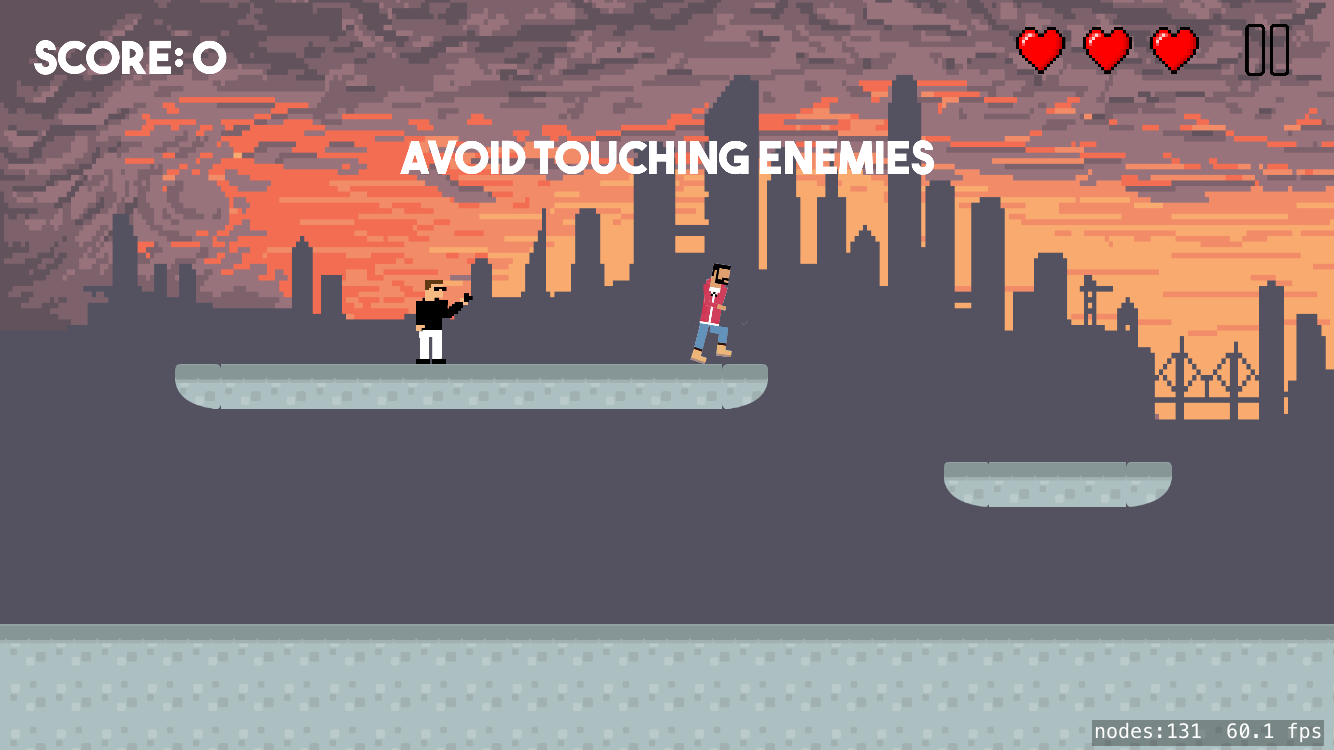 SCORE: 0
AVOID TOUCHING ENEMIES
nodes:131 60.1 fps